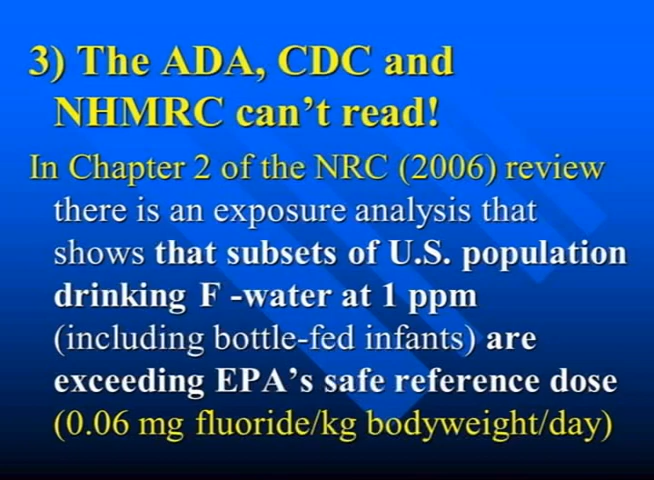 3) The ADA, CDC and
NHMRC can't read!
In Chapter 2 of the NRC (2006) review
there is an exposure analysis that
shows that subsets of U.S. population
drinking F -water at 1 ppm
(including bottle-fed infants) are
exceeding EPA's safe reference dose
(0.06 mg fluoride/kg bodyweight/day)